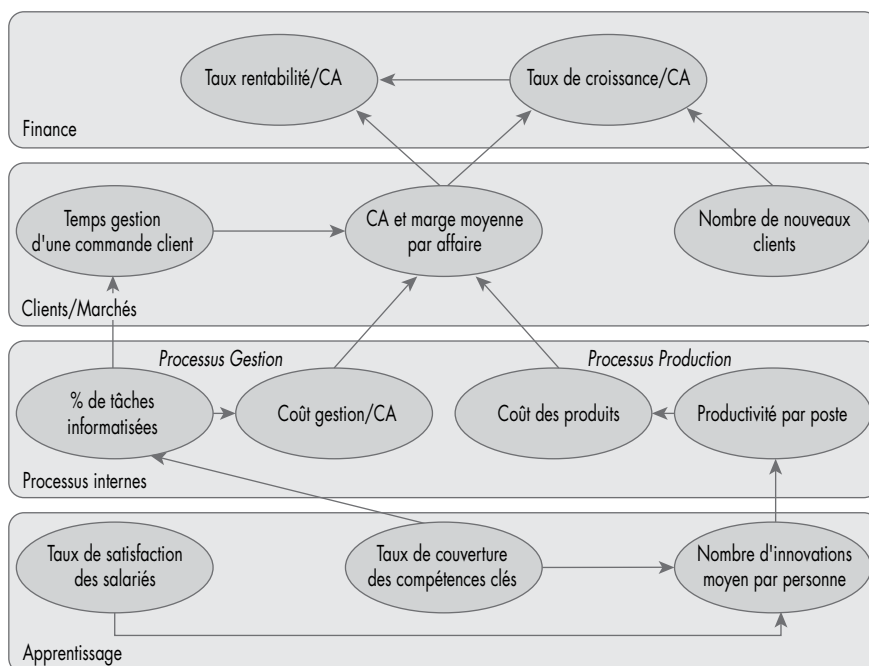 Taux rentabilité/CA
Taux de croissance/CA
Finance
Temps gestion
d'une commande client
CA et marge moyenne
par affaire
Nombre de nouveaux
clients
Clients/Marchés
Processus Gestion
Processus Production
% de tâches
informatisées
Coût gestion/CA
Coût des produits
Productivité par poste
Processus internes
Taux de satisfaction
des salariés
Taux de couverture
des compétences clés
Nombre d'innovations
moyen par personne
Apprentissage